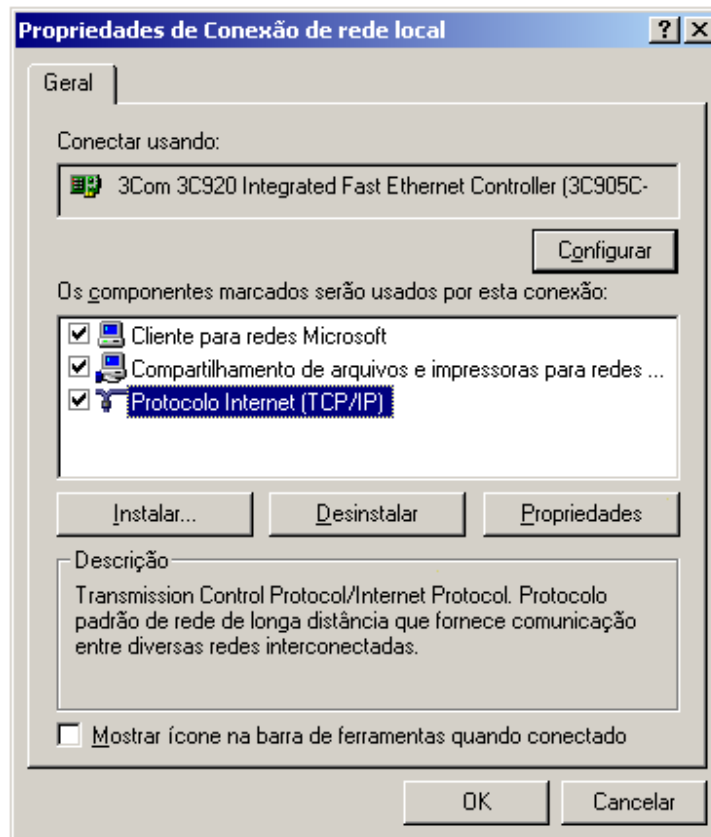 Propriedades de Conexão de rede local
Geral
Conectar usando:
3Com 3C920 Integrated Fast Ethernet Controller (3C905C-
Configurar
Os componentes marcados serão usados por esta conexão:
Cliente para redes Microsoft
Compartilhamento de arquivos e impressoras para redes ...
Protocolo Internet (TCP/IP)
Instalar... Desinstalar Propriedades
Descrição
Transmission Control Protocol/Internet Protocol. Protocolo
padrão de rede de longa distância que fornece comunicação
entre diversas redes interconectadas.
Mostrar ícone na barra de ferramentas quando conectado
OK Cancelar